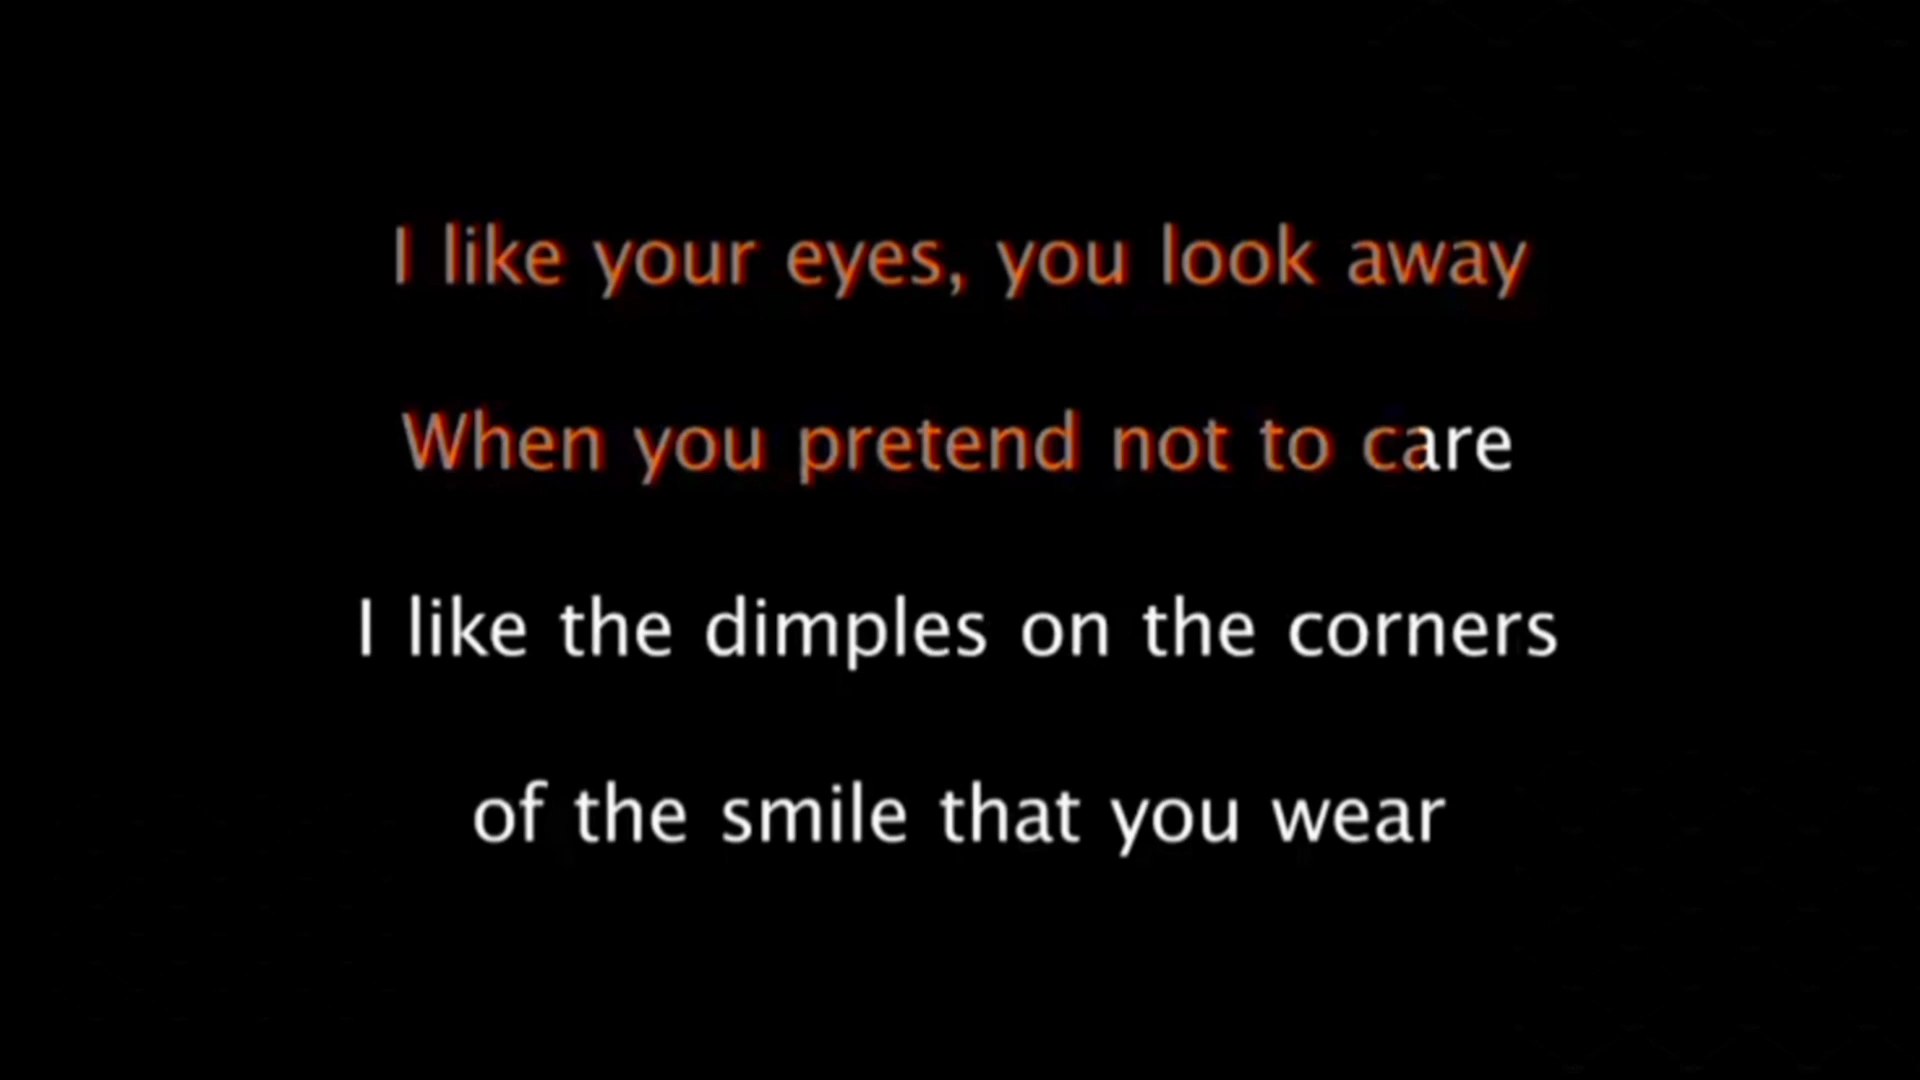 I like your eyes, you look away
When you pretend not to care
I like the dimples on the corners
of the smile that you wear